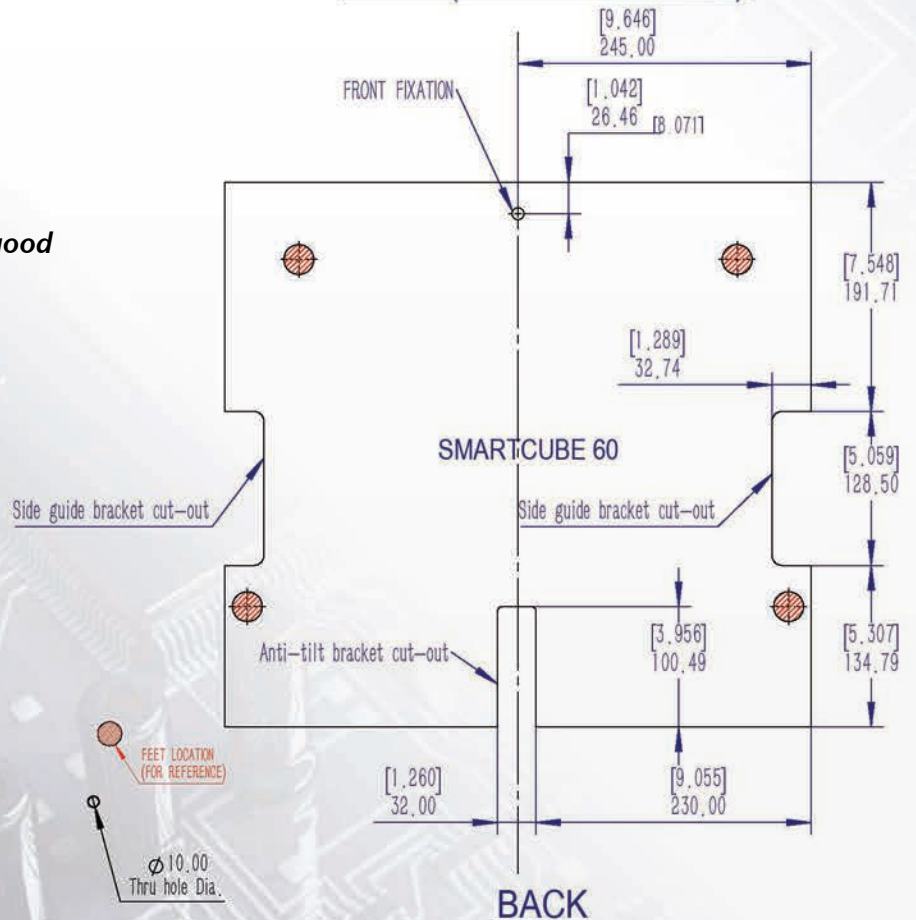 [9.646]
245.00
FRONT FIXATION
[1.042]
26.46
[8.071]
ood
[7.548]
191.71
[1.289]
32.74
SMARTCUBE 60
[5.059]
128.50
Side guide bracket cut-out
Side guide bracket cut-out
[3.956]
100.49
[5.307]
134.79
Anti-tilt bracket cut-out
FEET LOCATION
(FOR REFERENCE)
[1.260]
32.00
[9.055]
230.00
Ø10.00
Thru hole Dia.
BACK